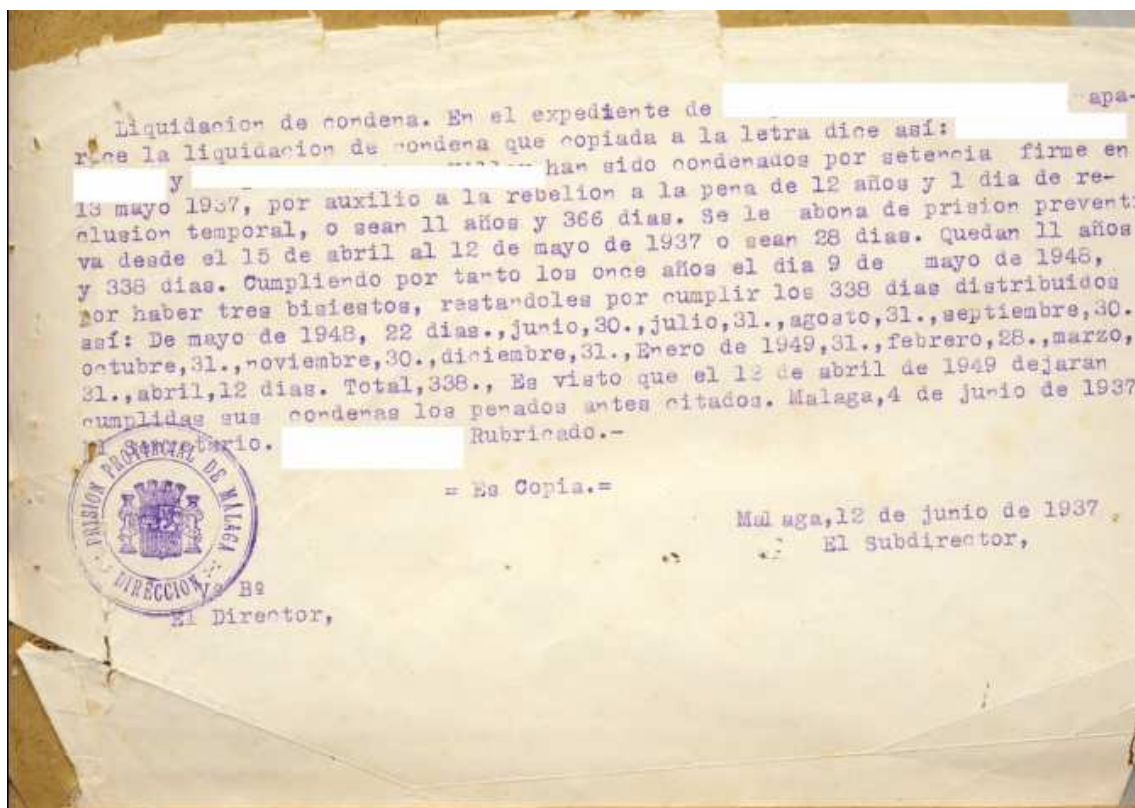 Liquidacion de condena. En el expediente de apa-
rece la liquidacion de condena que copiada a la letra dice así:
y han sido condenados por setencia firme en
13 mayo 1937, por auxilio a la rebelion a la pena de 12 años y 1 dia de re-
clusion temporal, o sean 11 años y 366 dias. Se le abona de prision preventi
va desde el 15 de abril al 12 de mayo de 1937 o sean 28 dias. Quedan 11 años
y 338 dias. Cumpliendo por tanto los once años el dia 9 de mayo de 1948,
por haber tres bisiestos, restandoles por cumplir los 338 dias distribuidos
así: De mayo de 1948, 22 dias.,junio,30.,julio,31.,agosto,31.,septiembre,30.
octubre,31.,noviembre,30.,diciembre,31.,Enero de 1949,31.,febrero,28.,marzo,
31.,abril,12 dias. Total,338., Es visto que el 12 de abril de 1949 dejaran
cumplidas sus condenas los penados antes citados. Malaga,4 de junio de 1937
El Secretario. Rubricado.-
= Es Copia.=
Mal aga,12 de junio de 1937
El Subdirector,
PRISION PROVINCIAL DE MALAGA
DIRECCION
Vº Bº
El Director,